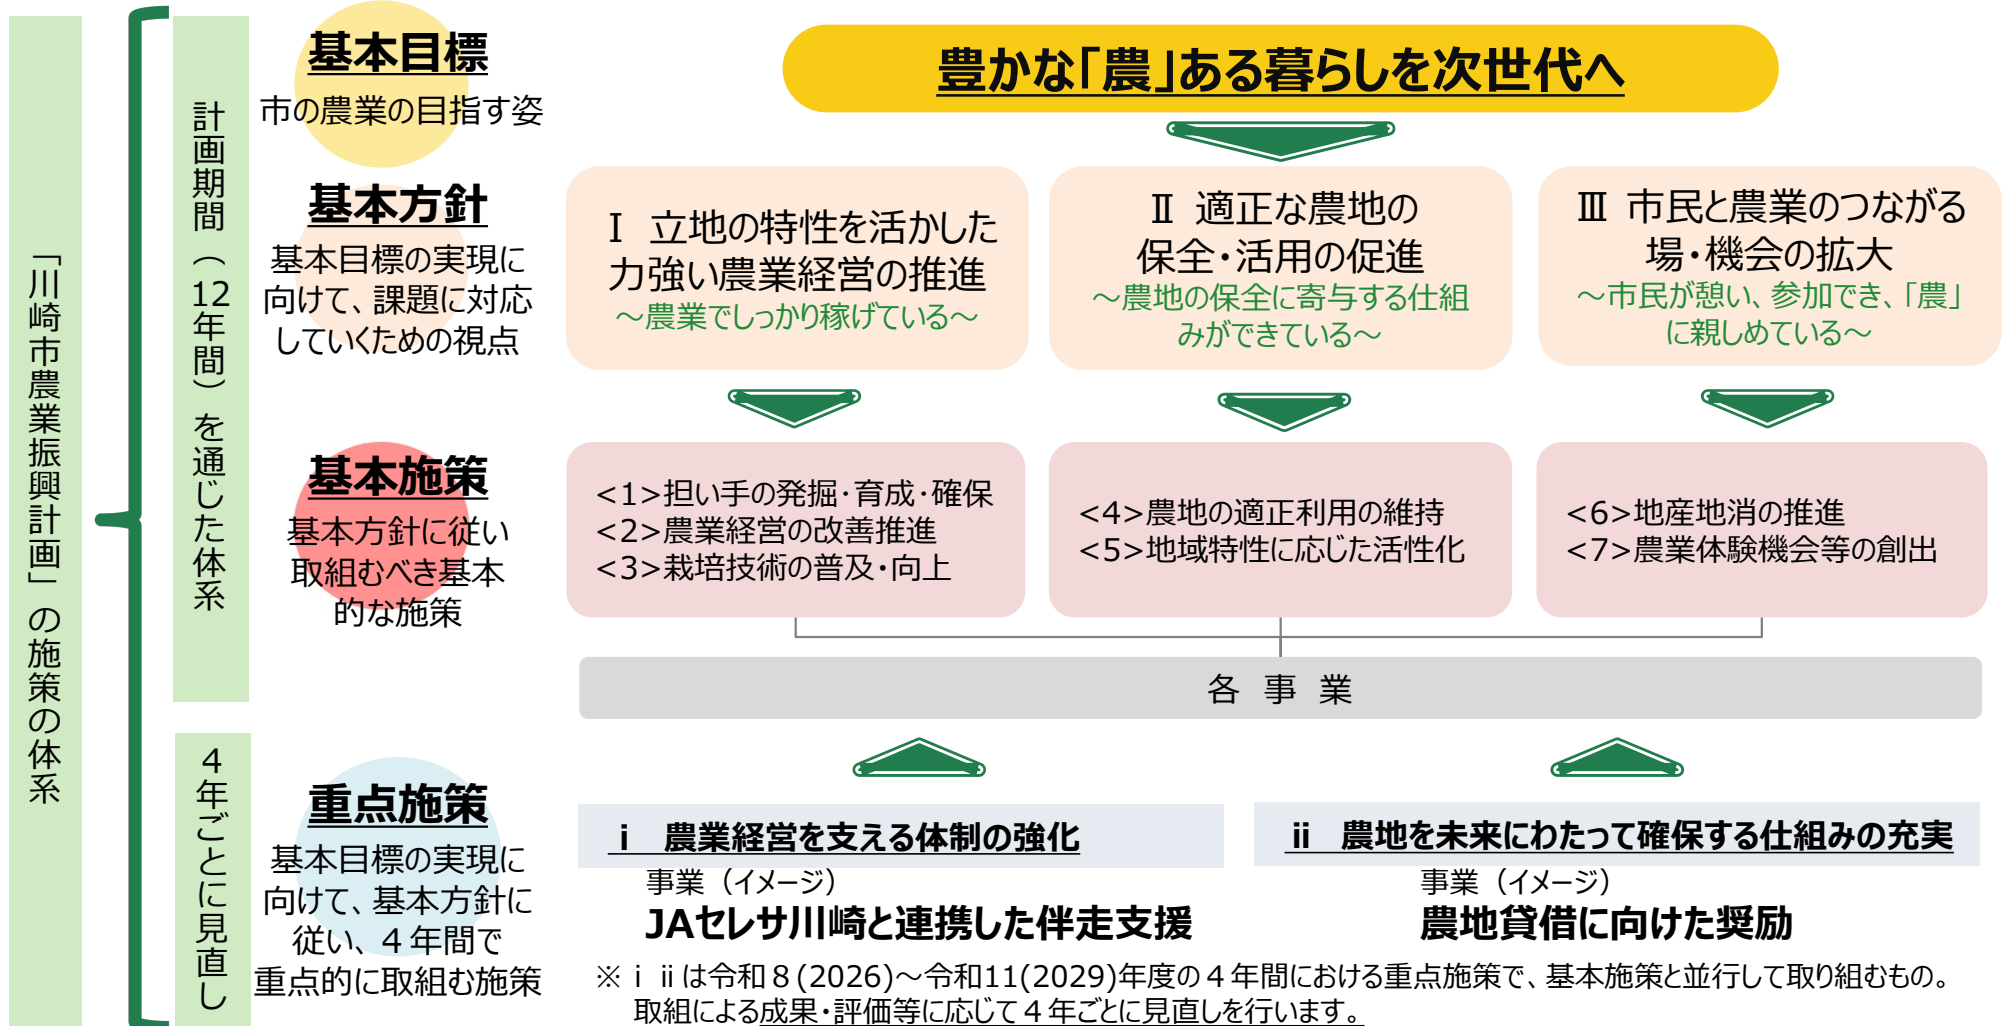 「川崎市農業振興計画」の施策の体系
計画期間（12年間）を通じた体系
基本目標
市の農業の目指す姿
豊かな「農」ある暮らしを次世代へ
基本方針
基本目標の実現に
向けて、課題に対応
していくための視点
Ⅰ 立地の特性を活かした
力強い農業経営の推進
～農業でしっかり稼げている～
Ⅱ 適正な農地の
保全・活用の促進
～農地の保全に寄与する仕組
みができている～
Ⅲ 市民と農業のつながる
場・機会の拡大
～市民が憩い、参加でき、「農」
に親しめている～
基本施策
基本方針に従い
取組むべき基本
的な施策
<1>担い手の発掘・育成・確保
<2>農業経営の改善推進
<3>栽培技術の普及・向上
<4>農地の適正利用の維持
<5>地域特性に応じた活性化
<6>地産地消の推進
<7>農業体験機会等の創出
各 事 業
４年ごとに見直し
重点施策
基本目標の実現に
向けて、基本方針に
従い、４年間で
重点的に取組む施策
ⅰ 農業経営を支える体制の強化
事業（イメージ）
JAセレサ川崎と連携した伴走支援
ⅱ 農地を未来にわたって確保する仕組みの充実
事業（イメージ）
農地貸借に向けた奨励
※ⅰ ⅱは令和８(2026)～令和11(2029)年度の４年間における重点施策で、基本施策と並行して取り組むもの。
取組による成果・評価等に応じて４年ごとに見直しを行います。